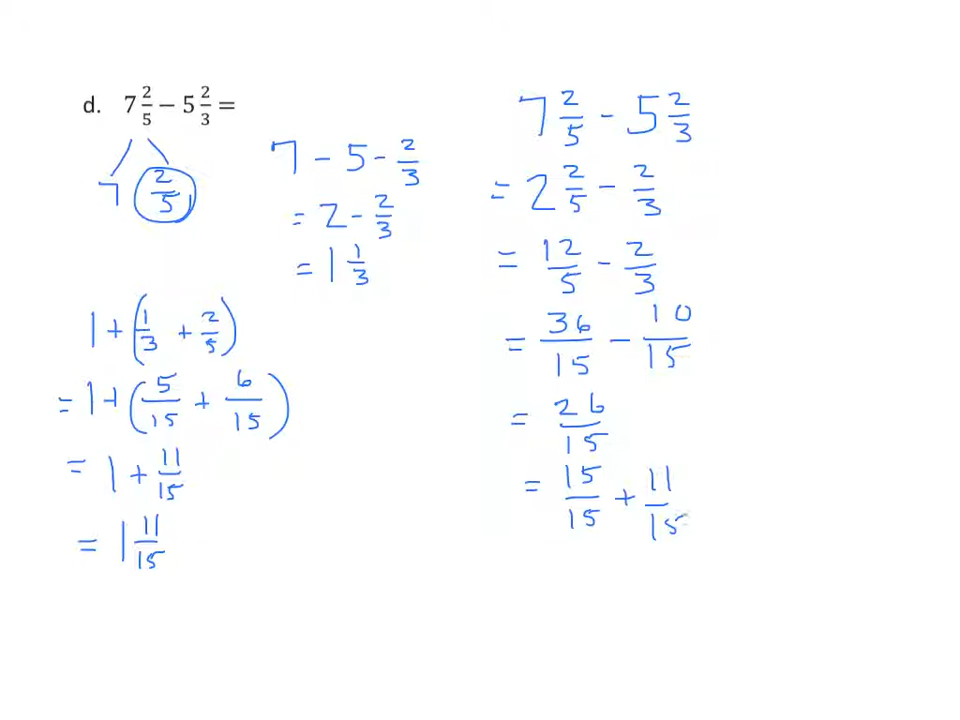 d. 7 2/5 − 5 2/3 =
7 2/5
7 - 5 - 2/3
= 2 - 2/3
= 1 1/3
1 + (1/3 + 2/5)
= 1 + (5/15 + 6/15)
= 1 + 11/15
= 1 11/15
7 2/5 - 5 2/3
= 2 2/5 - 2/3
= 12/5 - 2/3
= 36/15 - 10/15
= 26/15
= 15/15 + 11/15